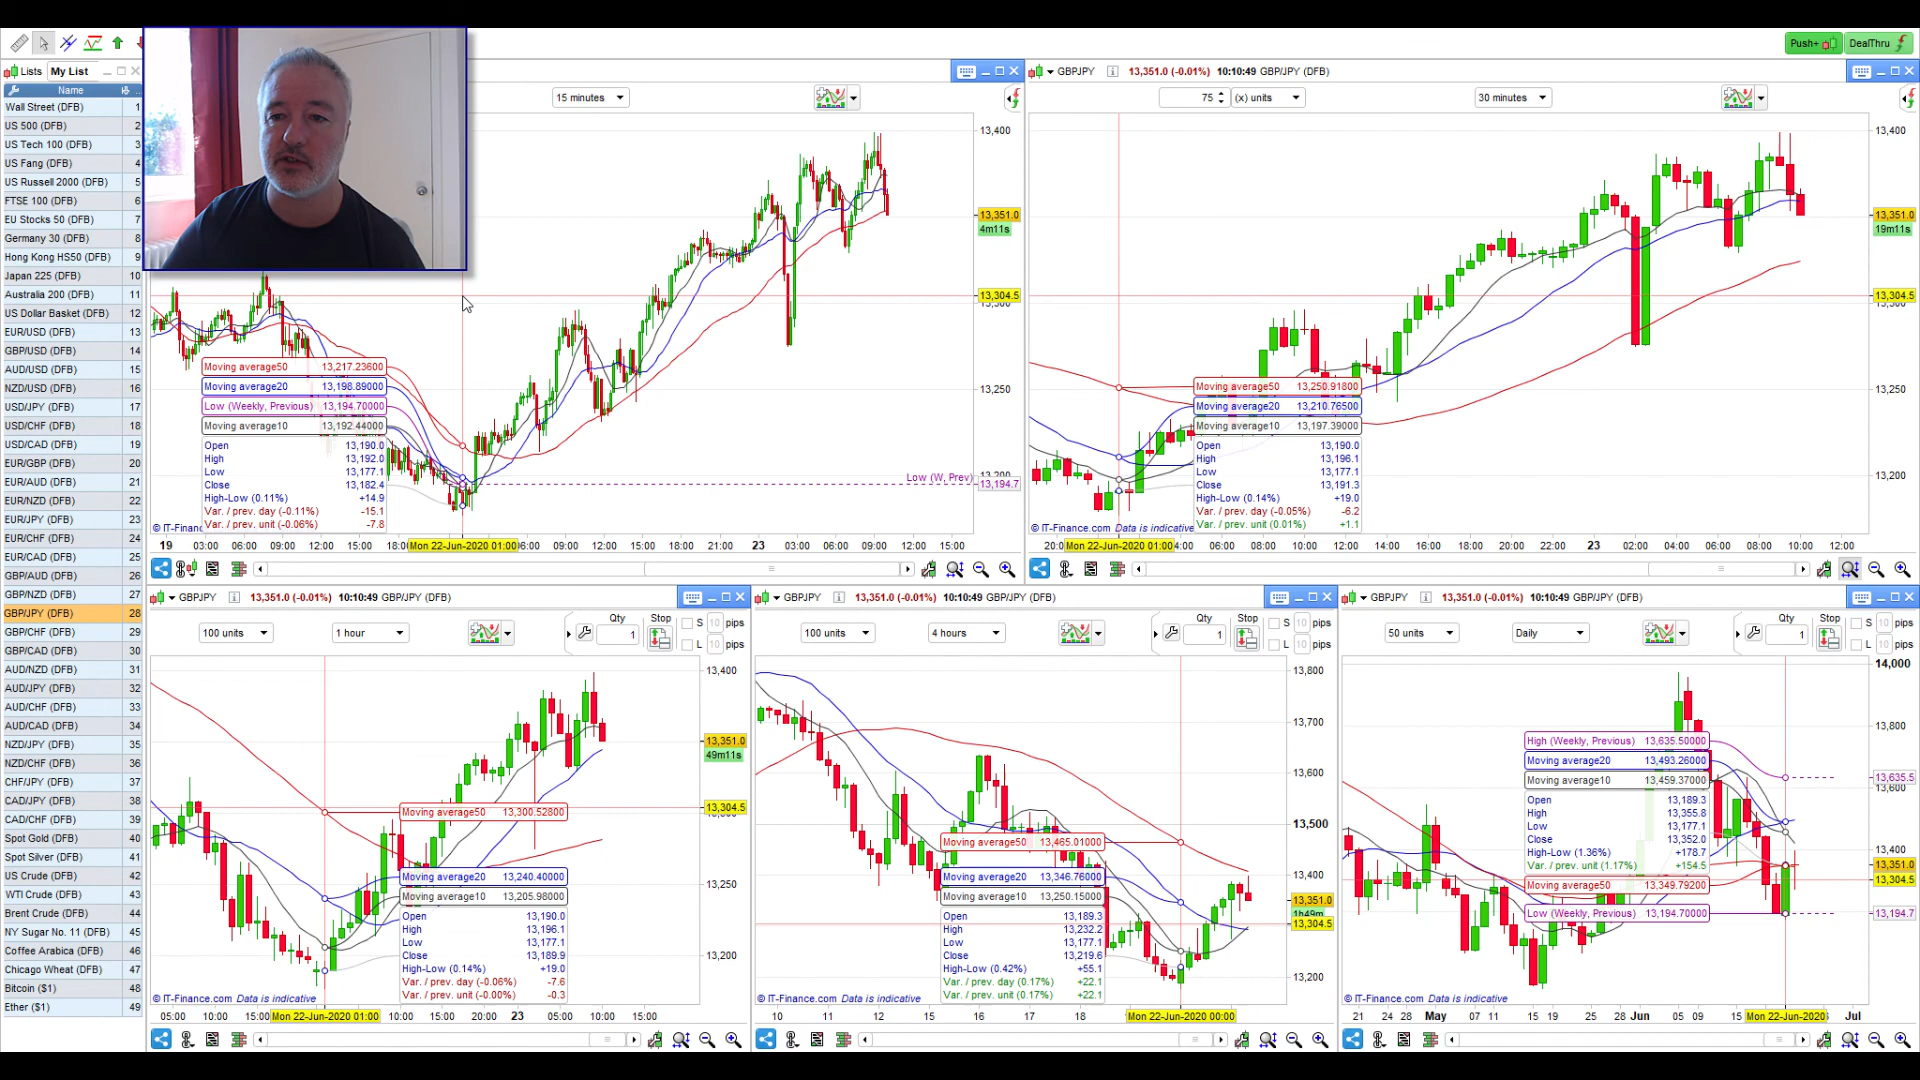 Push+
DealThru
Lists My List
Name
Wall Street (DFB) 1
US 500 (DFB) 2
US Tech 100 (DFB) 3
US Fang (DFB) 4
US Russell 2000 (DFB) 5
FTSE 100 (DFB) 6
EU Stocks 50 (DFB) 7
Germany 30 (DFB) 8
Hong Kong HS50 (DFB) 9
Japan 225 (DFB) 10
Australia 200 (DFB) 11
US Dollar Basket (DFB) 12
EUR/USD (DFB) 13
GBP/USD (DFB) 14
AUD/USD (DFB) 15
NZD/USD (DFB) 16
USD/JPY (DFB) 17
USD/CHF (DFB) 18
USD/CAD (DFB) 19
EUR/GBP (DFB) 20
EUR/AUD (DFB) 21
EUR/NZD (DFB) 22
EUR/JPY (DFB) 23
EUR/CHF (DFB) 24
EUR/CAD (DFB) 25
GBP/AUD (DFB) 26
GBP/NZD (DFB) 27
GBP/JPY (DFB) 28
GBP/CHF (DFB) 29
GBP/CAD (DFB) 30
AUD/NZD (DFB) 31
AUD/JPY (DFB) 32
AUD/CHF (DFB) 33
AUD/CAD (DFB) 34
NZD/JPY (DFB) 35
NZD/CHF (DFB) 36
CHF/JPY (DFB) 37
CAD/JPY (DFB) 38
CAD/CHF (DFB) 39
Spot Gold (DFB) 40
Spot Silver (DFB) 41
US Crude (DFB) 42
WTI Crude (DFB) 43
Brent Crude (DFB) 44
NY Sugar No. 11 (DFB) 45
Coffee Arabica (DFB) 46
Chicago Wheat (DFB) 47
Bitcoin ($1) 48
Ether ($1) 49
15 minutes
13,400
13,351.0
4m11s
13,304.5
13,250
Moving average50 13,217.23600
Moving average20 13,198.89000
Low (Weekly, Previous) 13,194.70000
Moving average10 13,192.44000
Open 13,190.0
High 13,192.0
Low 13,177.1
Close 13,182.4
High-Low (0.11%) +14.9
Var. / prev. day (-0.11%) -15.1
Var. / prev. unit (-0.06%) -7.8
Low (W, Prev)
13,194.7
© IT-Finance
19 03:00 06:00 09:00 12:00 15:00 Mon 22-Jun-2020 01:00 09:00 12:00 15:00 18:00 21:00 23 03:00 06:00 09:00 12:00 15:00
GBPJPY 13,351.0 (-0.01%) 10:10:49 GBP/JPY (DFB)
75 (x) units 30 minutes
13,400
13,351.0
19m11s
13,304.5
13,250
13,200
Moving average50 13,250.91800
Moving average20 13,210.76500
Moving average10 13,197.39000
Open 13,190.0
High 13,196.1
Low 13,177.1
Close 13,191.3
High-Low (0.14%) +19.0
Var. / prev. day (-0.05%) -6.2
Var. / prev. unit (0.01%) +1.1
© IT-Finance.com Data is indicative
Mon 22-Jun-2020 01:00 4:00 06:00 08:00 10:00 12:00 14:00 16:00 18:00 20:00 22:00 23 02:00 04:00 06:00 08:00 10:00 12:00
GBPJPY 13,351.0 (-0.01%) 10:10:49 GBP/JPY (DFB)
100 units 1 hour Qty 1 Stop S 10 pips
L 10 pips
13,400
13,351.0
49m11s
13,304.5
13,250
13,200
Moving average50 13,300.52800
Moving average20 13,240.40000
Moving average10 13,205.98000
Open 13,190.0
High 13,196.1
Low 13,177.1
Close 13,189.9
High-Low (0.14%) +19.0
Var. / prev. day (-0.06%) -7.6
Var. / prev. unit (-0.00%) -0.3
© IT-Finance.com Data is indicative
05:00 10:00 Mon 22-Jun-2020 01:00 10:00 15:00 20:00 23 05:00 10:00 15:00
GBPJPY 13,351.0 (-0.01%) 10:10:49 GBP/JPY (DFB)
100 units 4 hours Qty 1 Stop S 10 pips
L 10 pips
13,800
13,700
13,600
13,500
13,400
13,351.0
13,304.5
13,200
Moving average50 13,465.01000
Moving average20 13,346.76000
Moving average10 13,250.15000
Open 13,189.3
High 13,232.2
Low 13,177.1
Close 13,219.6
High-Low (0.42%) +55.1
Var. / prev. day (0.17%) +22.1
Var. / prev. unit (0.17%) +22.1
© IT-Finance.com Data is indicative
10 11 12 15 16 17 18 Mon 22-Jun-2020 00:00
GBPJPY 13,351.0 (-0.01%) 10:10:49 GBP/JPY (DFB)
50 units Daily Qty 1 Stop S 10 pips
L 10 pips
14,000
13,800
13,635.5
13,600
13,400
13,351.0
13,304.5
13,194.7
High (Weekly, Previous) 13,635.50000
Moving average20 13,493.26000
Moving average10 13,459.37000
Open 13,189.3
High 13,355.8
Low 13,177.1
Close 13,352.0
High-Low (1.36%) +178.7
Var. / prev. unit (1.17%) +154.5
Moving average50 13,349.79200
Low (Weekly, Previous) 13,194.70000
© IT-Finance.com Data is indicative
21 24 28 May 07 11 15 19 25 28 Jun 05 09 15 Mon 22-Jun-2020 Jul